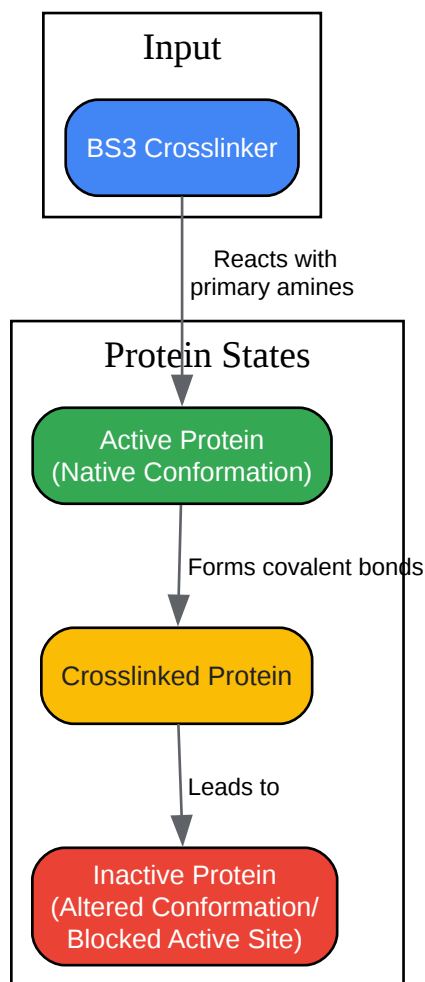 Input
BS3 Crosslinker
Reacts with
primary amines
Protein States
Active Protein
(Native Conformation)
Forms covalent bonds
Crosslinked Protein
Leads to
Inactive Protein
(Altered Conformation/
Blocked Active Site)